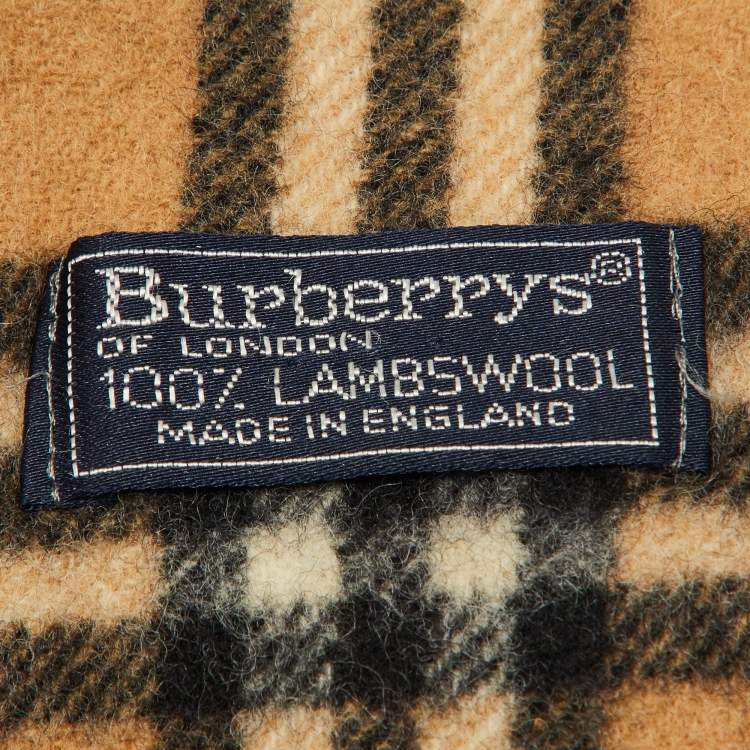 Burberrys®
OF LONDON
100% LAMBSWOOL
MADE IN ENGLAND